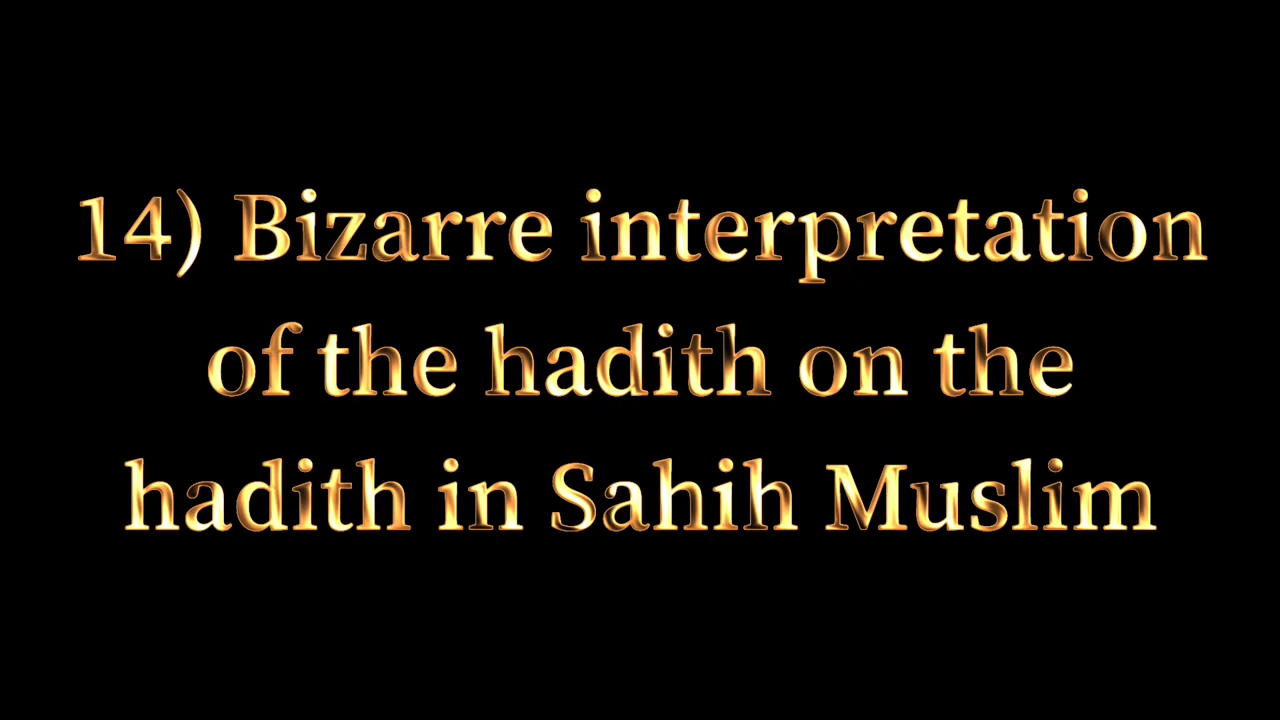 14) Bizarre interpretation
of the hadith on the
hadith in Sahih Muslim